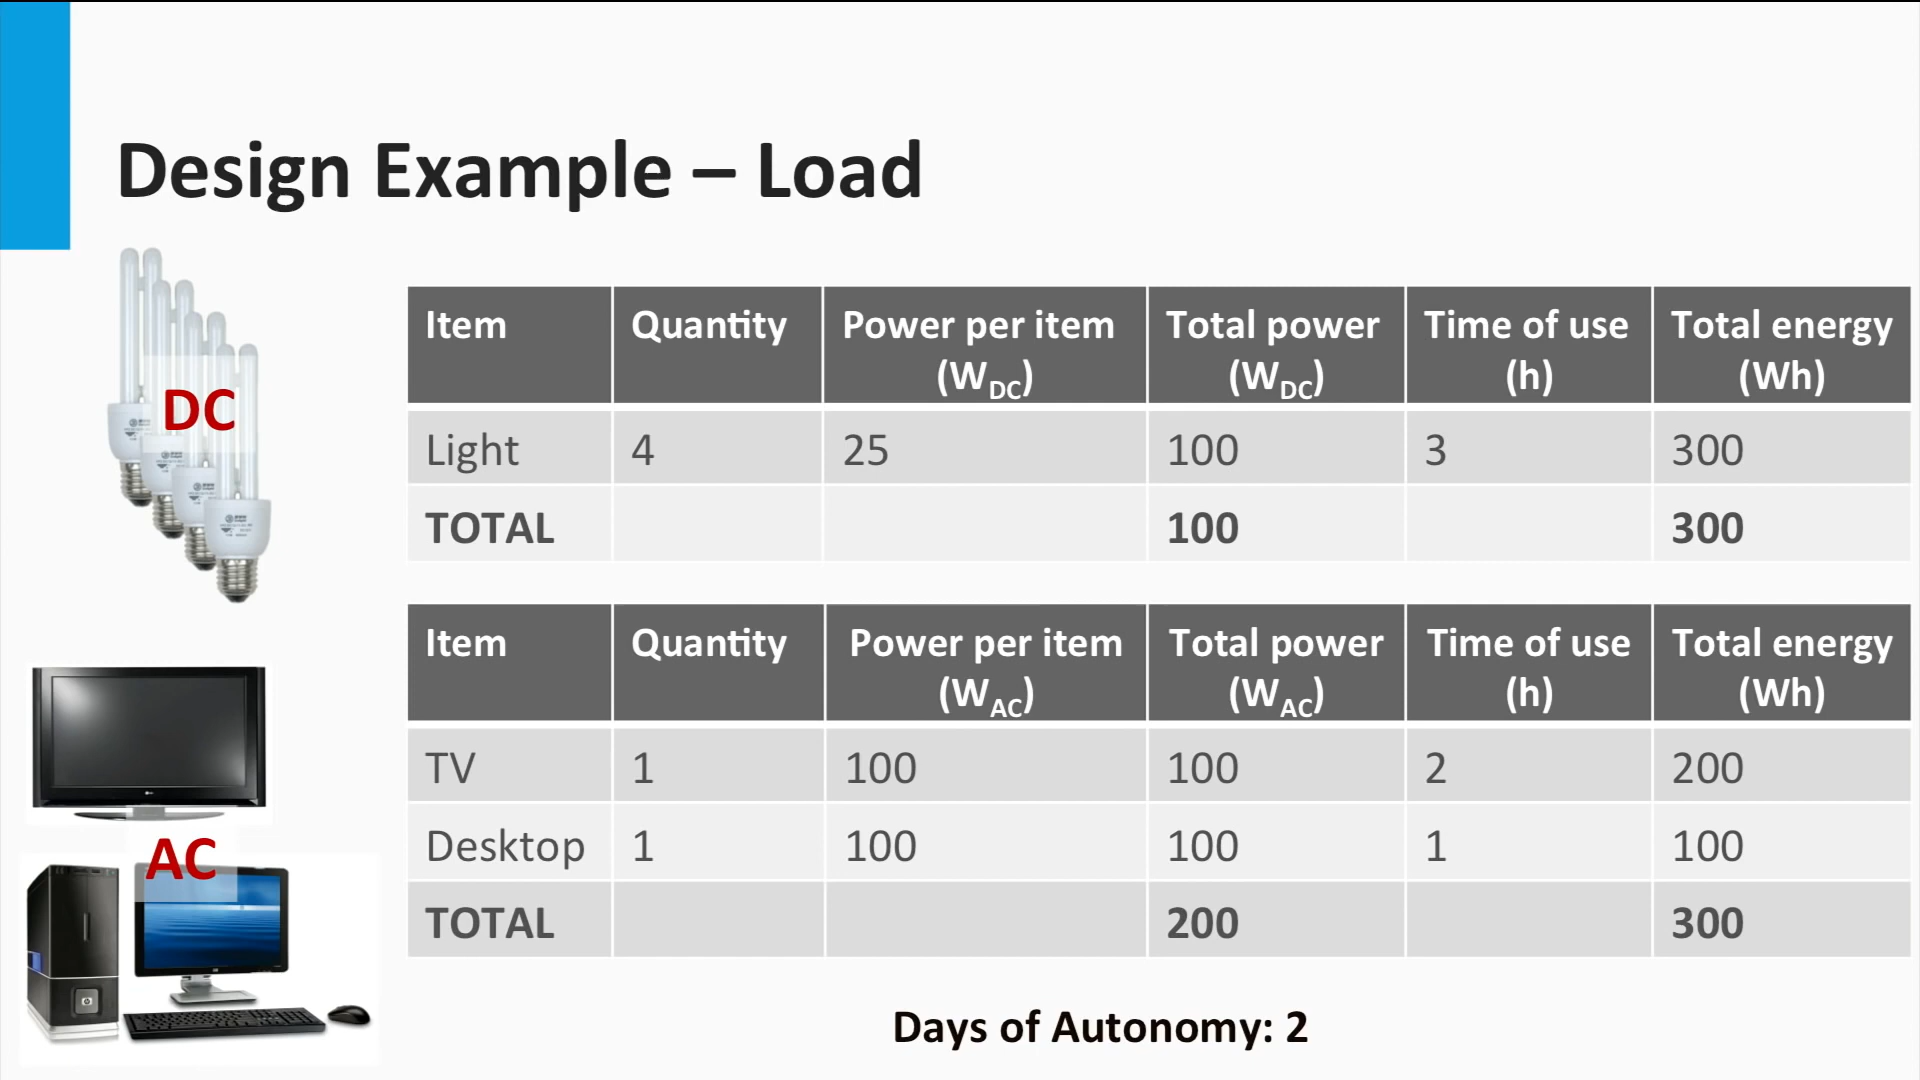 Design Example – Load
DC
Item Quantity Power per item (W_DC) Total power (W_DC) Time of use (h) Total energy (Wh)
Light 4 25 100 3 300
TOTAL 100 300
Item Quantity Power per item (W_AC) Total power (W_AC) Time of use (h) Total energy (Wh)
TV 1 100 100 2 200
AC
Desktop 1 100 100 1 100
TOTAL 200 300
Days of Autonomy: 2